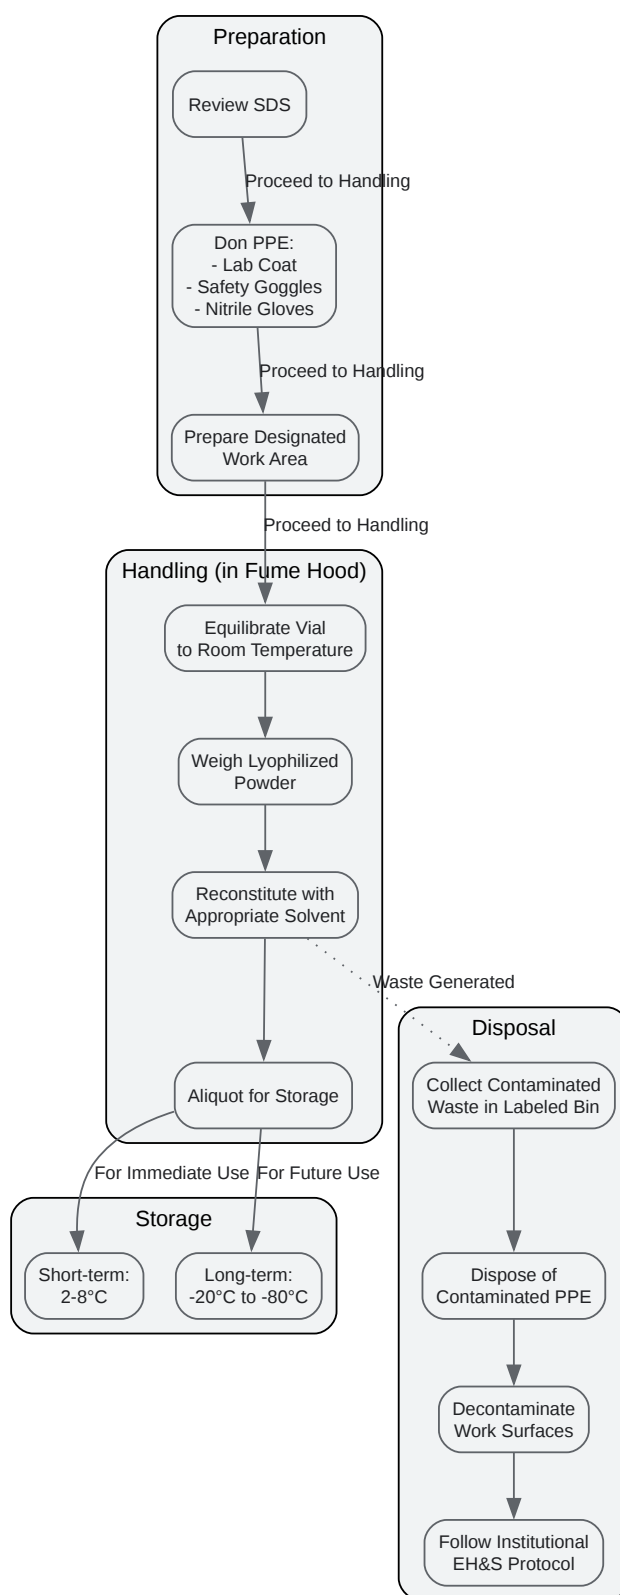 Preparation
Review SDS
Proceed to Handling
Don PPE:
- Lab Coat
- Safety Goggles
- Nitrile Gloves
Proceed to Handling
Prepare Designated
Work Area
Proceed to Handling
Handling (in Fume Hood)
Equilibrate Vial
to Room Temperature
Weigh Lyophilized
Powder
Reconstitute with
Appropriate Solvent
Waste Generated
Disposal
Collect Contaminated
Waste in Labeled Bin
Aliquot for Storage
For Immediate Use
For Future Use
Storage
Short-term:
2-8°C
Long-term:
-20°C to -80°C
Dispose of
Contaminated PPE
Decontaminate
Work Surfaces
Follow Institutional
EH&S Protocol